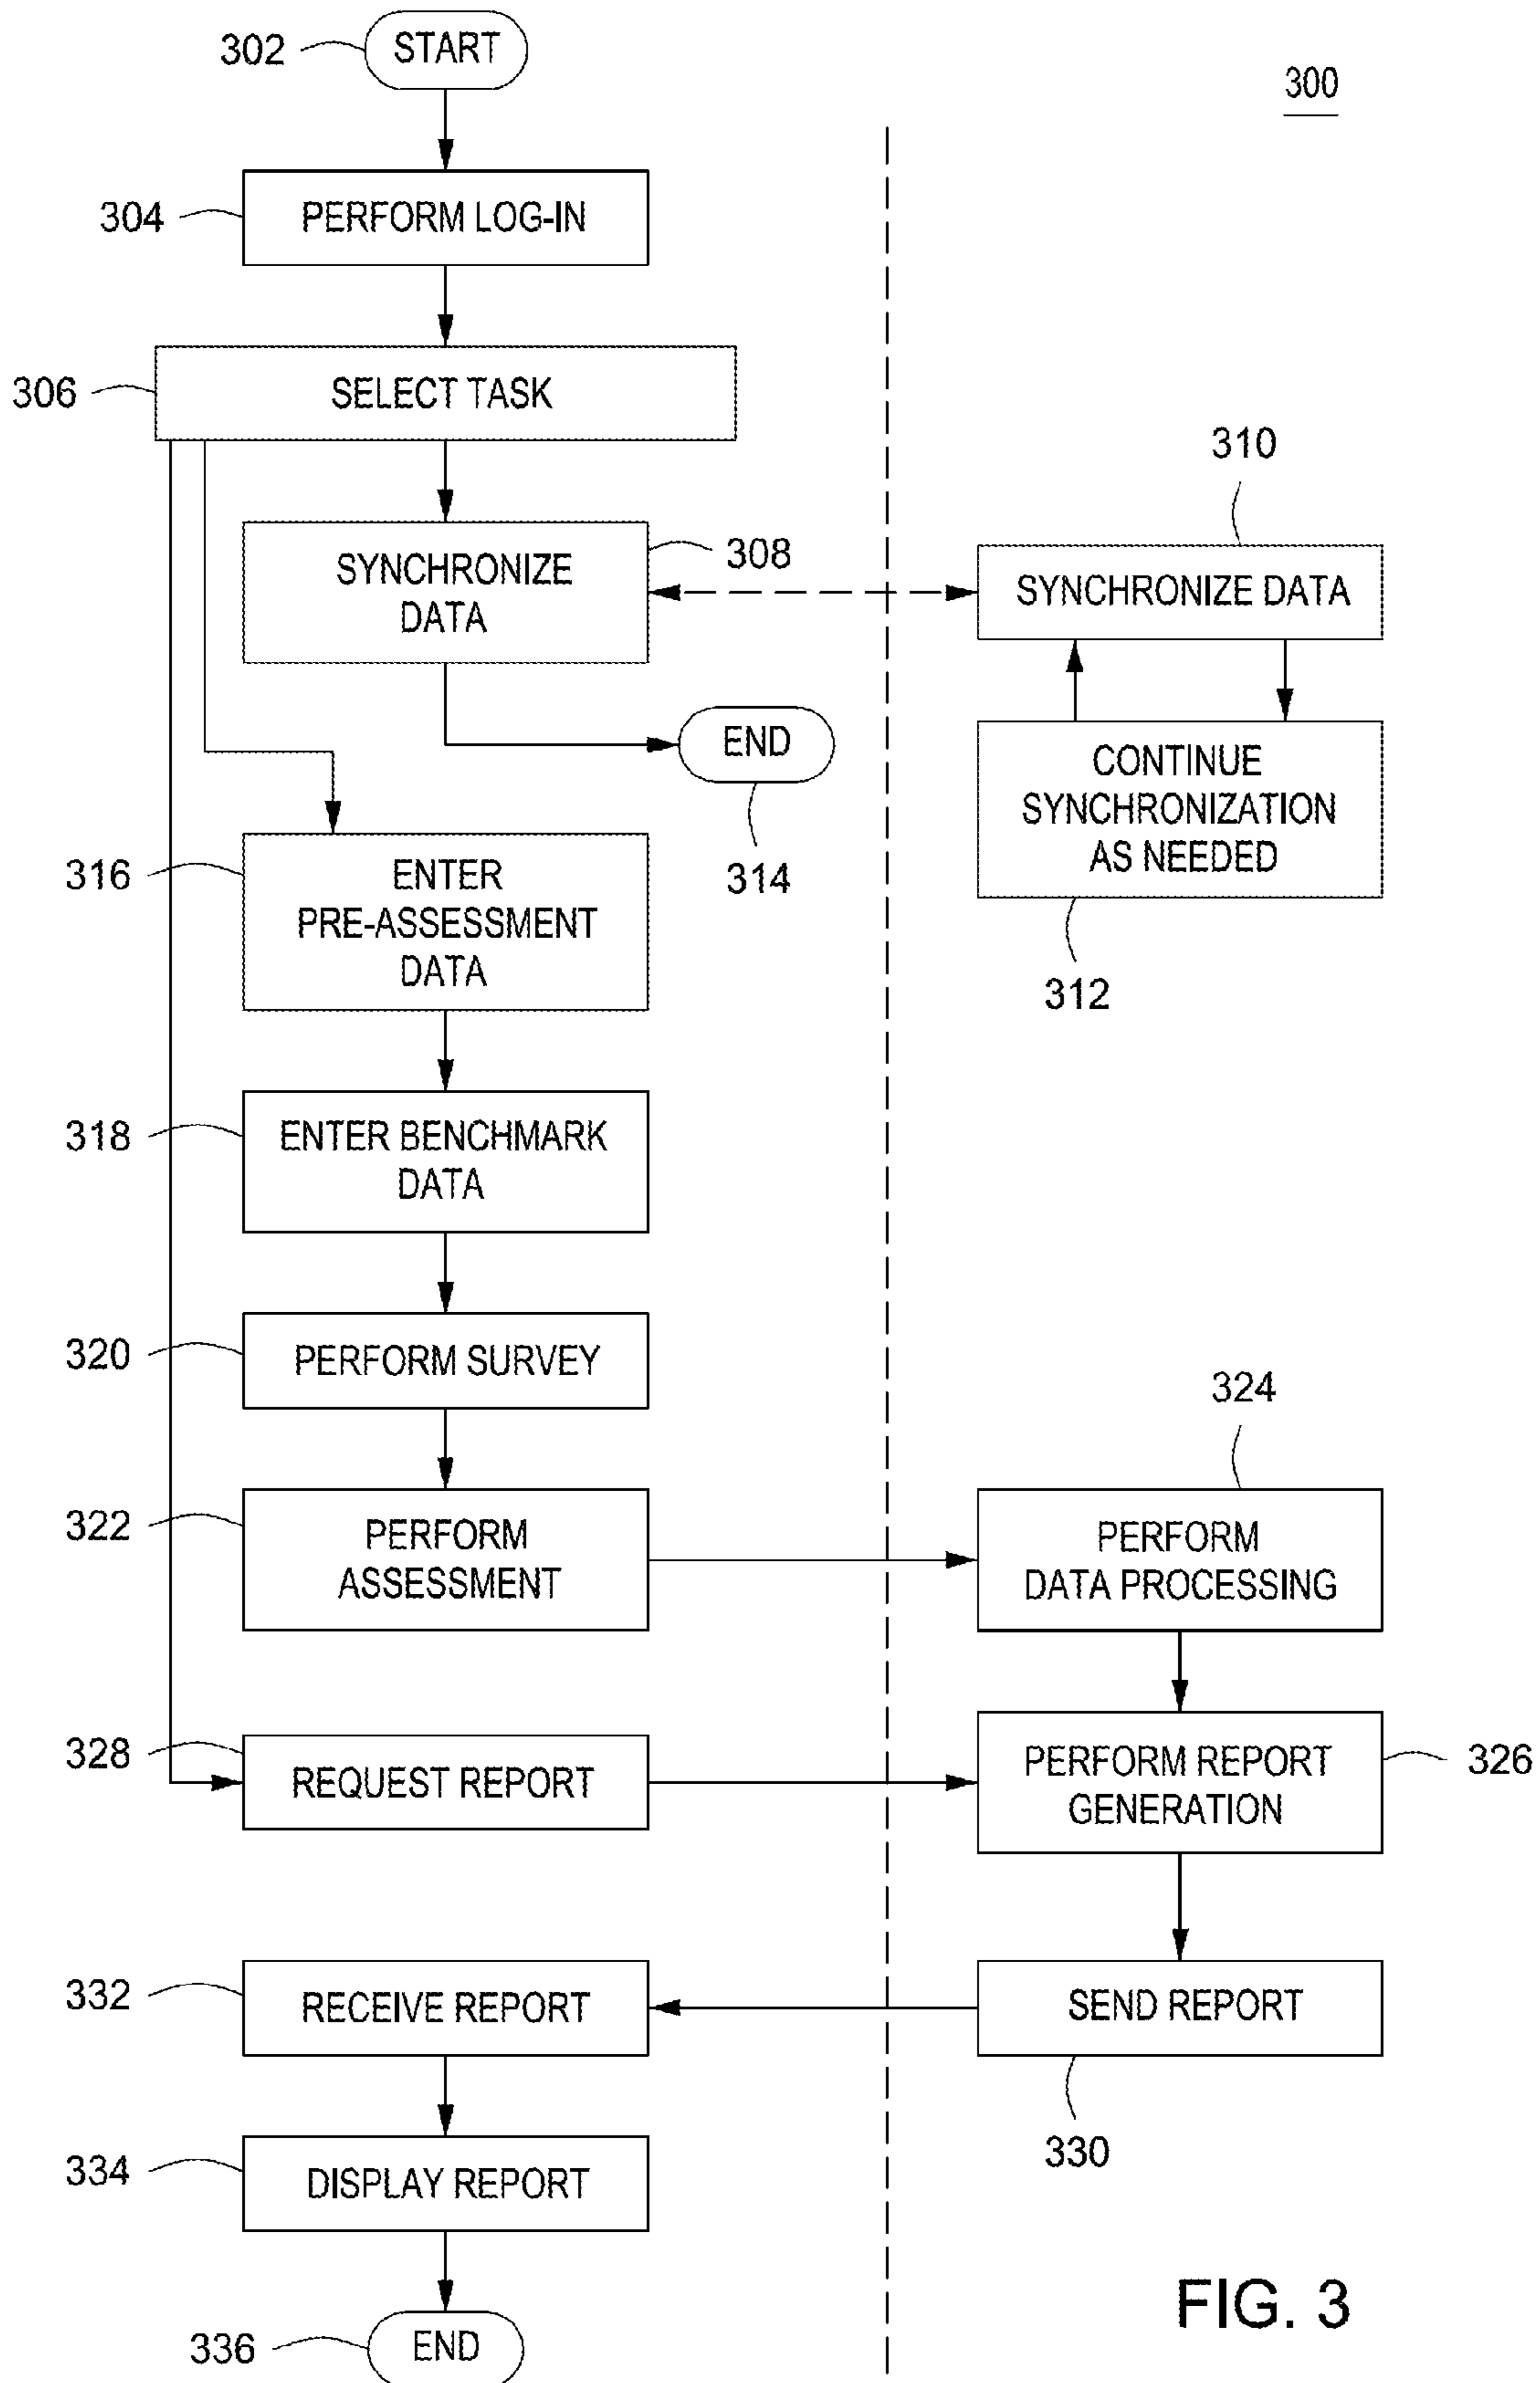 302
START
300
304
PERFORM LOG-IN
306
SELECT TASK
310
SYNCHRONIZE
DATA
308
SYNCHRONIZE DATA
END
314
CONTINUE
SYNCHRONIZATION
AS NEEDED
312
316
ENTER
PRE-ASSESSMENT
DATA
318
ENTER BENCHMARK
DATA
320
PERFORM SURVEY
324
322
PERFORM
ASSESSMENT
PERFORM
DATA PROCESSING
328
REQUEST REPORT
PERFORM REPORT
GENERATION
326
332
RECEIVE REPORT
SEND REPORT
330
334
DISPLAY REPORT
336
END
FIG. 3